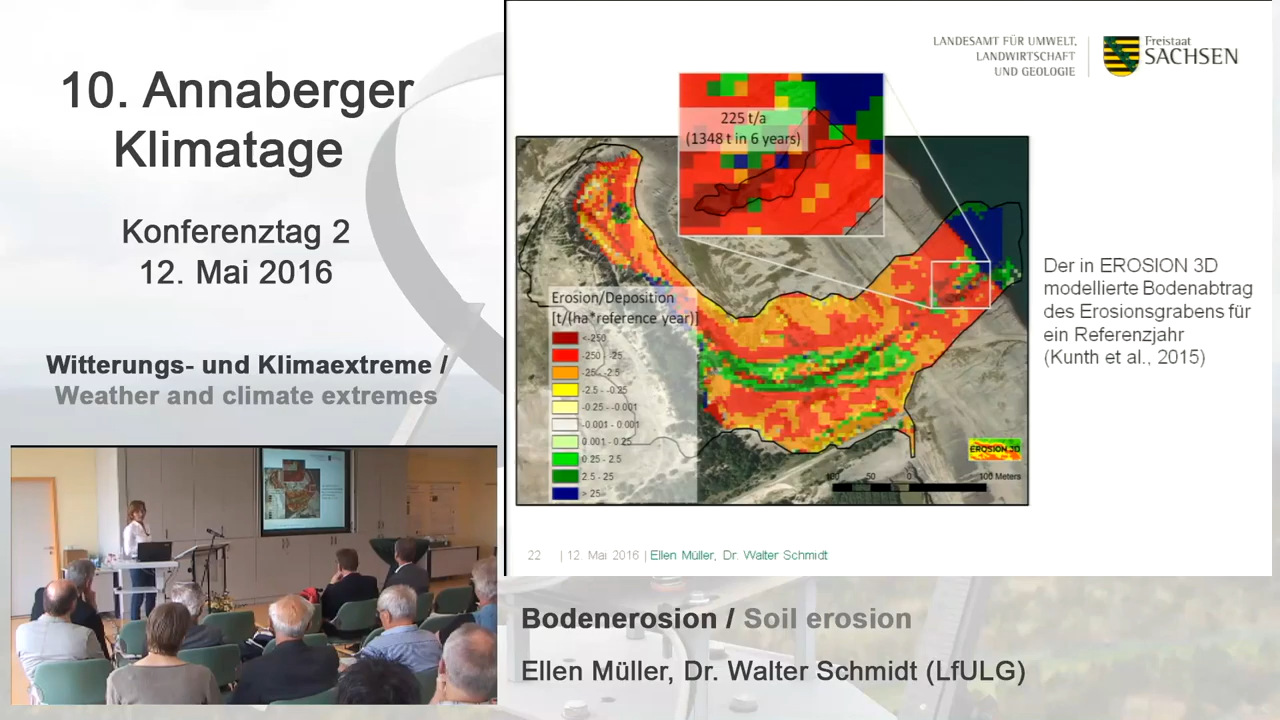 10. Annaberger
Klimatage
Konferenztag 2
12. Mai 2016
Witterungs- und Klimaextreme /
Weather and climate extremes
LANDESAMT FÜR UMWELT,
LANDWIRTSCHAFT
UND GEOLOGIE
Freistaat
SACHSEN
225 t/a
(1348 t in 6 years)
Erosion/Deposition
[t/(ha*reference year)]
<-250
-250 - -25
-25 - -2.5
-2.5 - -0.25
-0.25 - -0.001
-0.001 - 0.001
0.001 - 0.25
0.25 - 2.5
2.5 - 25
> 25
EROSION 3D
100 50 0 100 Meters
Der in EROSION 3D
modellierte Bodenabtrag
des Erosionsgrabens für
ein Referenzjahr
(Kunth et al., 2015)
22 | 12. Mai 2016 | Ellen Müller, Dr. Walter Schmidt
Bodenerosion / Soil erosion
Ellen Müller, Dr. Walter Schmidt (LfULG)